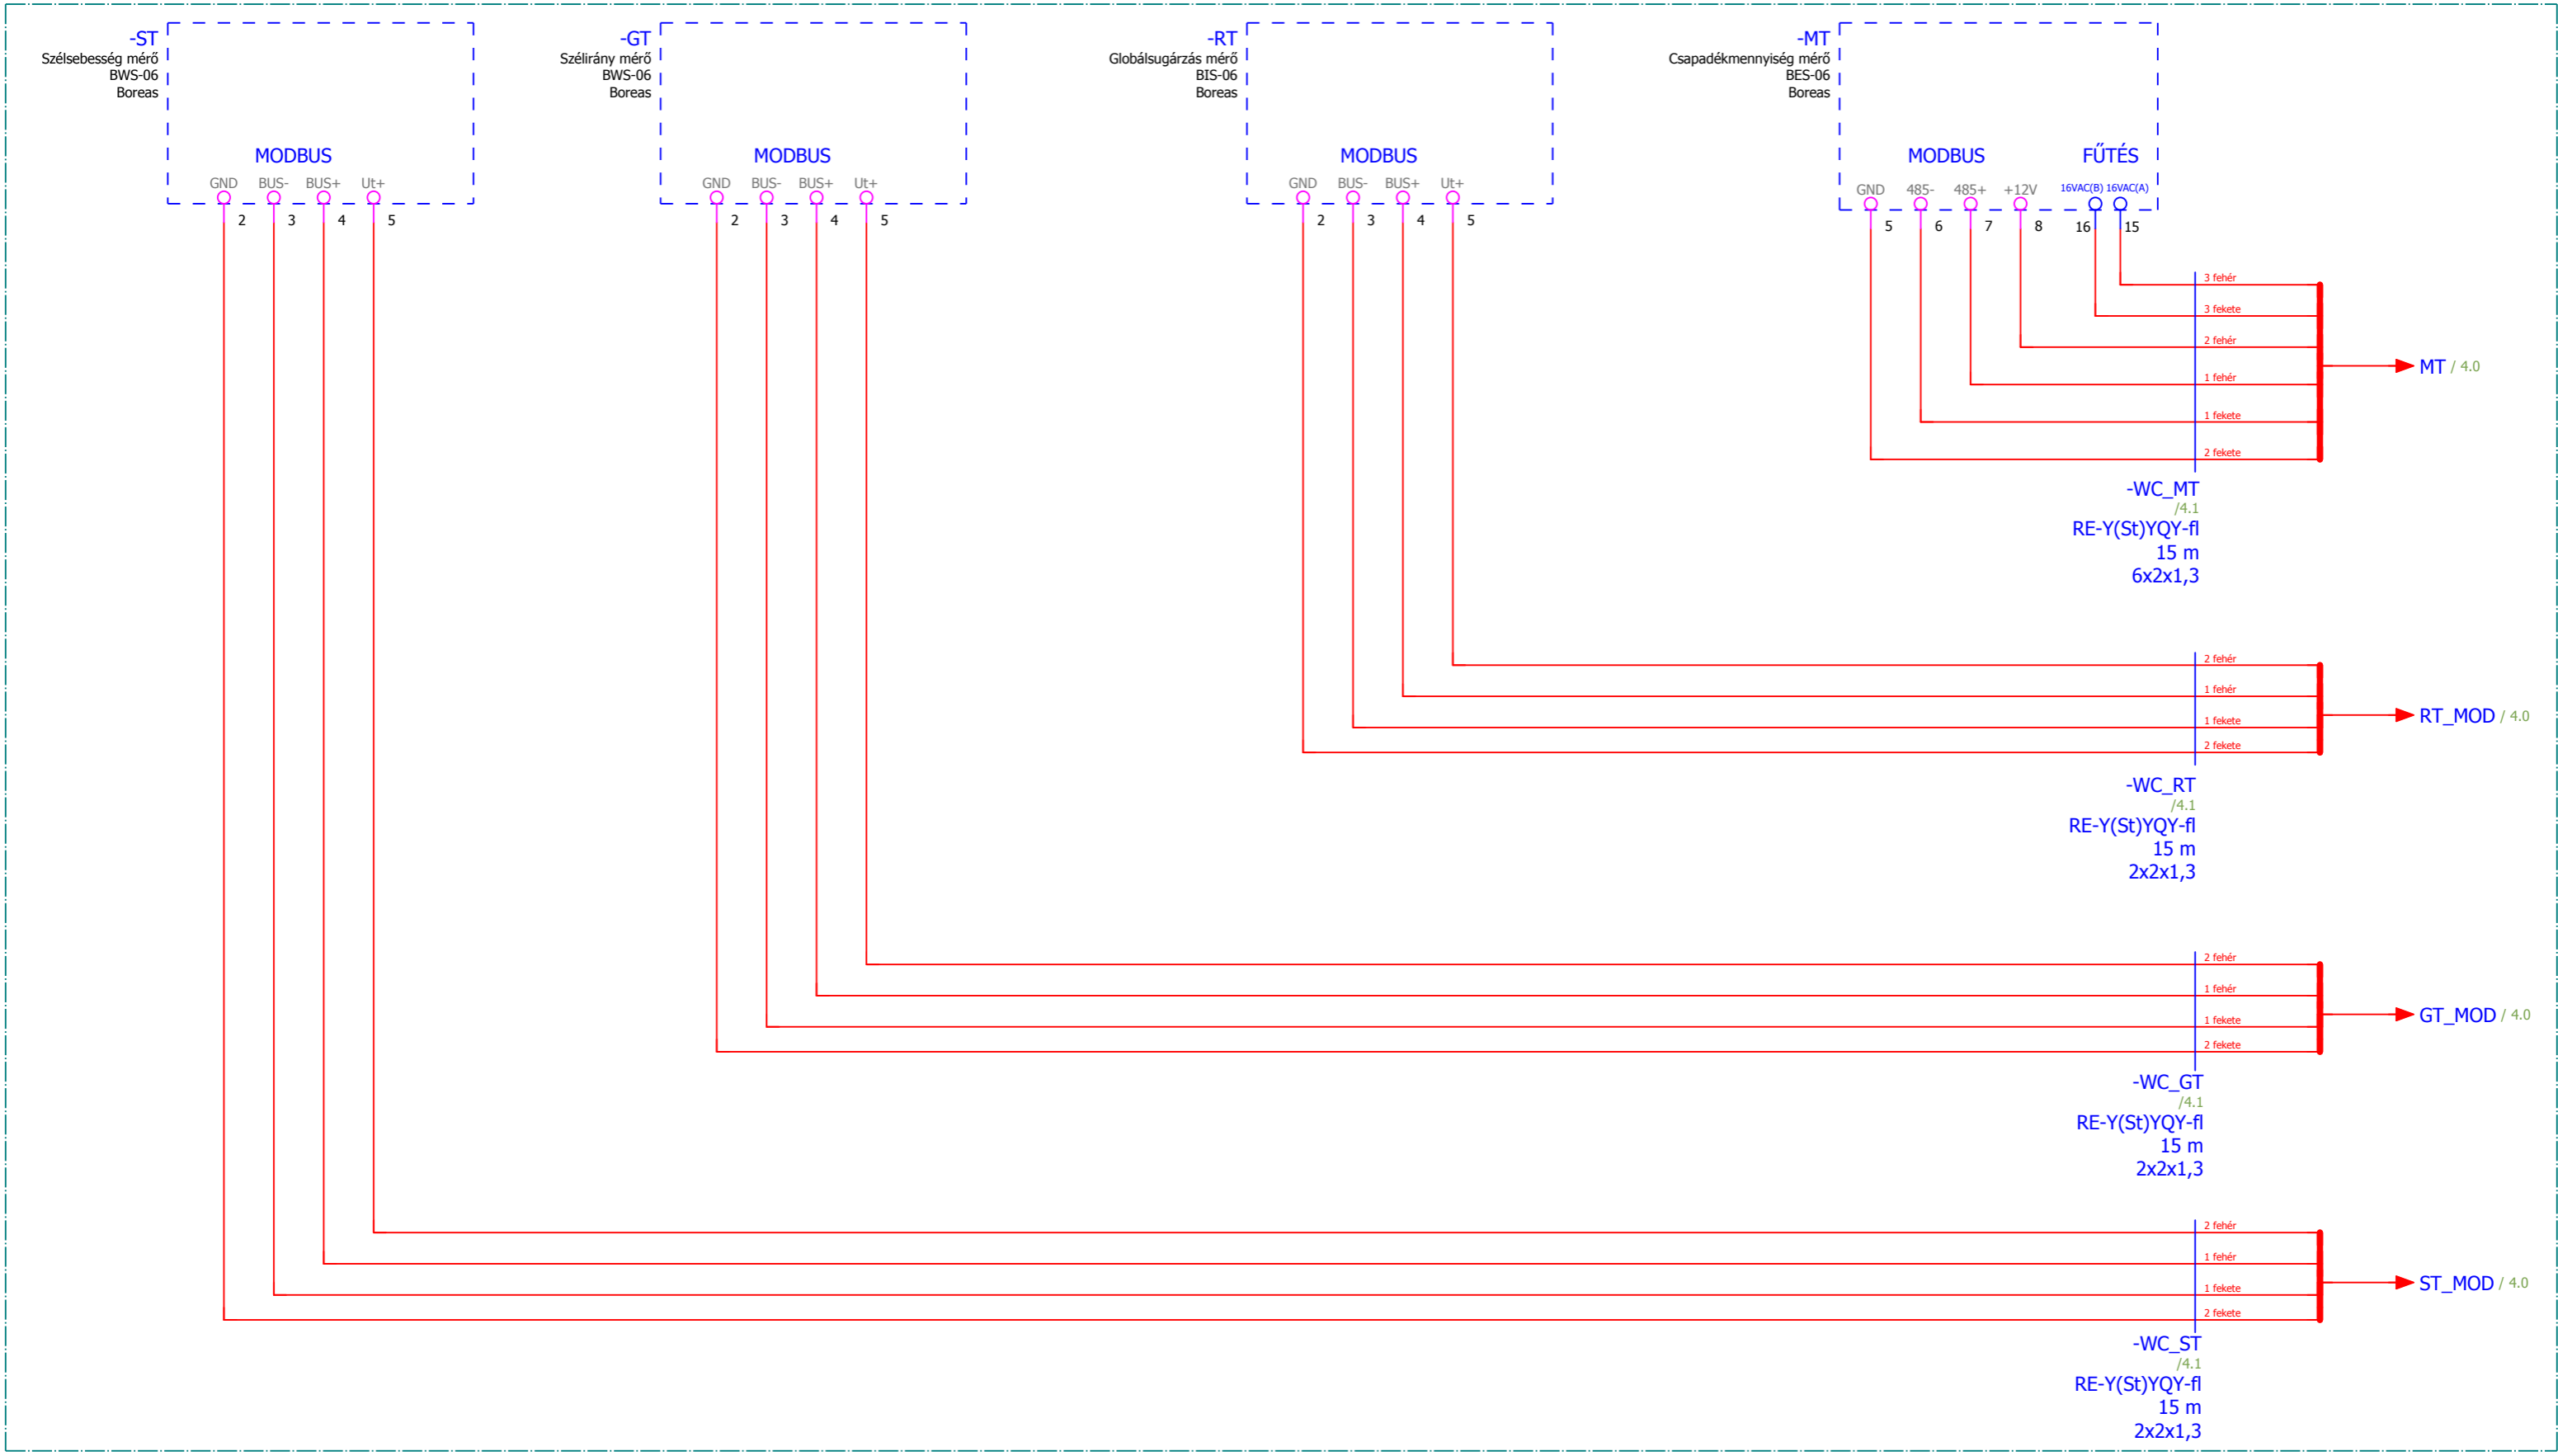 -ST
Szélsebesség mérő
BWS-06
Boreas
MODBUS
GND BUS- BUS+ Ut+
2 3 4 5
-GT
Szélirány mérő
BWS-06
Boreas
MODBUS
GND BUS- BUS+ Ut+
2 3 4 5
-RT
Globálsugárzás mérő
BIS-06
Boreas
MODBUS
GND BUS- BUS+ Ut+
2 3 4 5
-MT
Csapadékmennyiség mérő
BES-06
Boreas
MODBUS FŰTÉS
GND 485- 485+ +12V 16VAC(B) 16VAC(A)
5 6 7 8 16 15
3 fehér
3 fekete
2 fehér
MT / 4.0
1 fehér
1 fekete
2 fekete
-WC_MT
/4.1
RE-Y(St)YQY-fl
15 m
6x2x1,3
2 fehér
1 fehér
RT_MOD / 4.0
1 fekete
2 fekete
-WC_RT
/4.1
RE-Y(St)YQY-fl
15 m
2x2x1,3
2 fehér
1 fehér
GT_MOD / 4.0
1 fekete
2 fekete
-WC_GT
/4.1
RE-Y(St)YQY-fl
15 m
2x2x1,3
2 fehér
1 fehér
ST_MOD / 4.0
1 fekete
2 fekete
-WC_ST
/4.1
RE-Y(St)YQY-fl
15 m
2x2x1,3